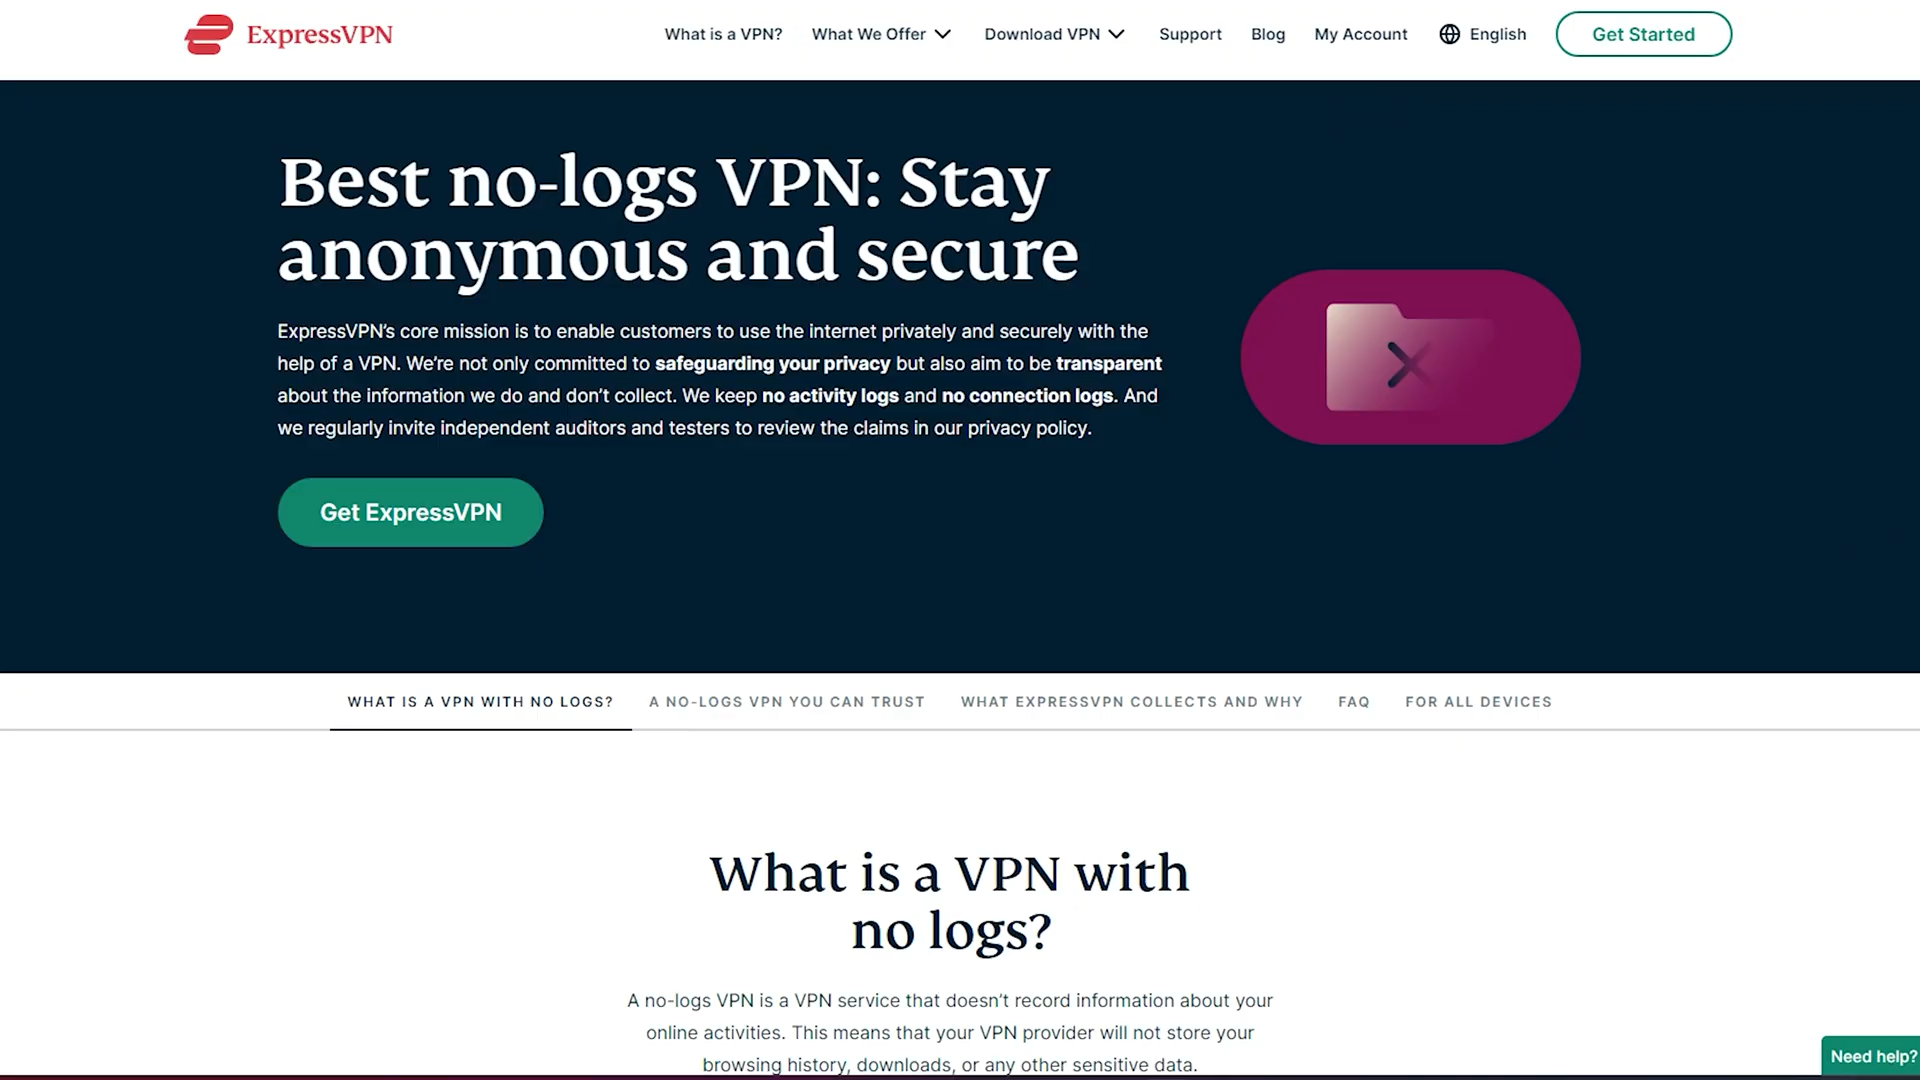 ExpressVPN
What is a VPN?
What We Offer
Download VPN
Support
Blog
My Account
English
Get Started
Best no-logs VPN: Stay
anonymous and secure
ExpressVPN’s core mission is to enable customers to use the internet privately and securely with the
help of a VPN. We’re not only committed to safeguarding your privacy but also aim to be transparent
about the information we do and don’t collect. We keep no activity logs and no connection logs. And
we regularly invite independent auditors and testers to review the claims in our privacy policy.
Get ExpressVPN
WHAT IS A VPN WITH NO LOGS?
A NO-LOGS VPN YOU CAN TRUST
WHAT EXPRESSVPN COLLECTS AND WHY
FAQ
FOR ALL DEVICES
What is a VPN with
no logs?
A no-logs VPN is a VPN service that doesn’t record information about your
online activities. This means that your VPN provider will not store your
browsing history, downloads, or any other sensitive data.
Need help?